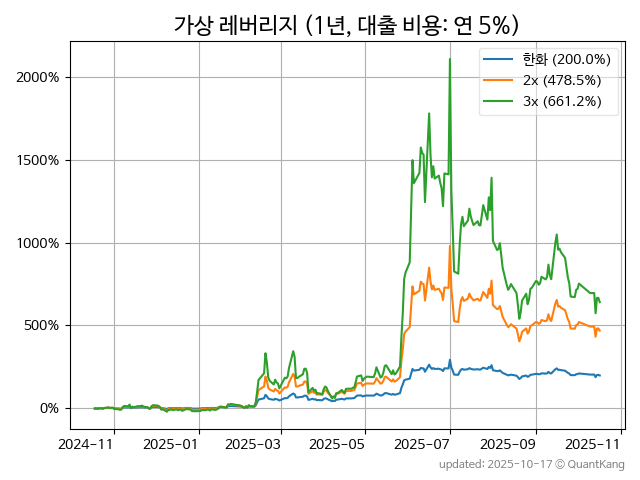 가상 레버리지 (1년, 대출 비용: 연 5%)
한화 (200.0%)
2x (478.5%)
3x (661.2%)
2000%
1500%
1000%
500%
0%
2024-11 2025-01 2025-03 2025-05 2025-07 2025-09 2025-11
updated: 2025-10-17 © QuantKang